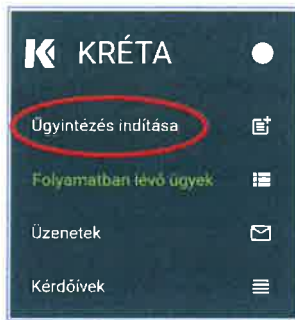 KRÉTA
Ügyintézés indítása
Folyamatban lévő ügyek
Üzenetek
Kérdőívek